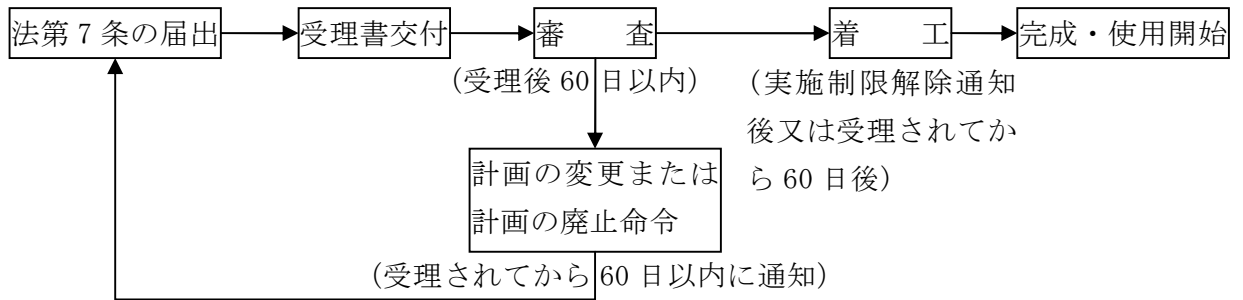 法第7条の届出
受理書交付
審　査
着　工
完成・使用開始
(受理後60日以内)
(実施制限解除通知
後又は受理されてか
ら60日後)
計画の変更または
計画の廃止命令
(受理されてから60日以内に通知)